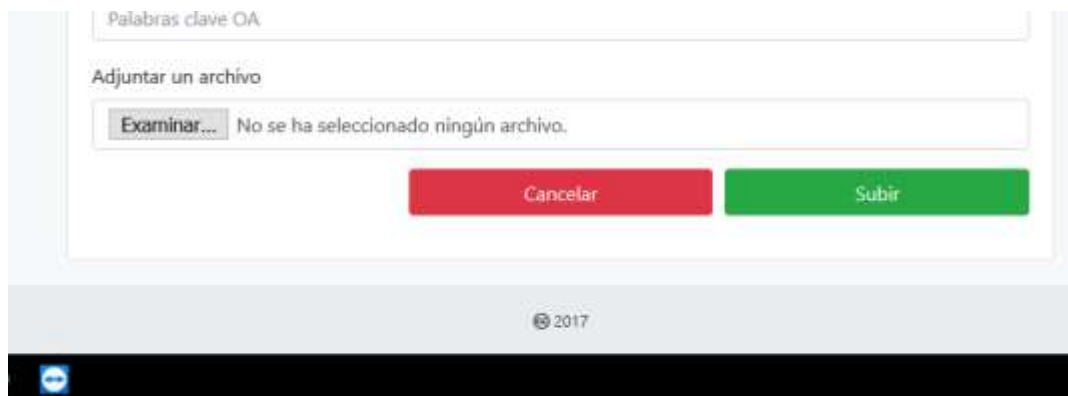 Palabras clave OA
Adjuntar un archivo
Examinar... No se ha seleccionado ningún archivo.
Cancelar Subir
2017